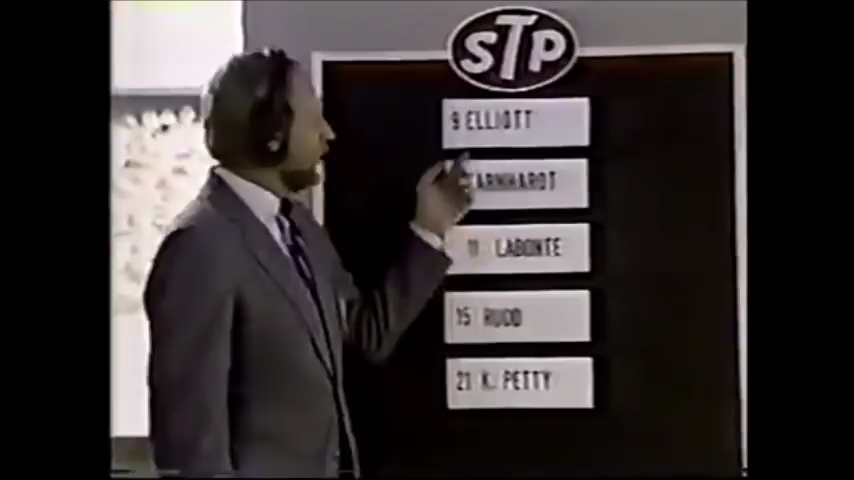 STP
9 ELLIOTT
ARNHARDT
11 LABONTE
15 RUDD
21 K. PETTY